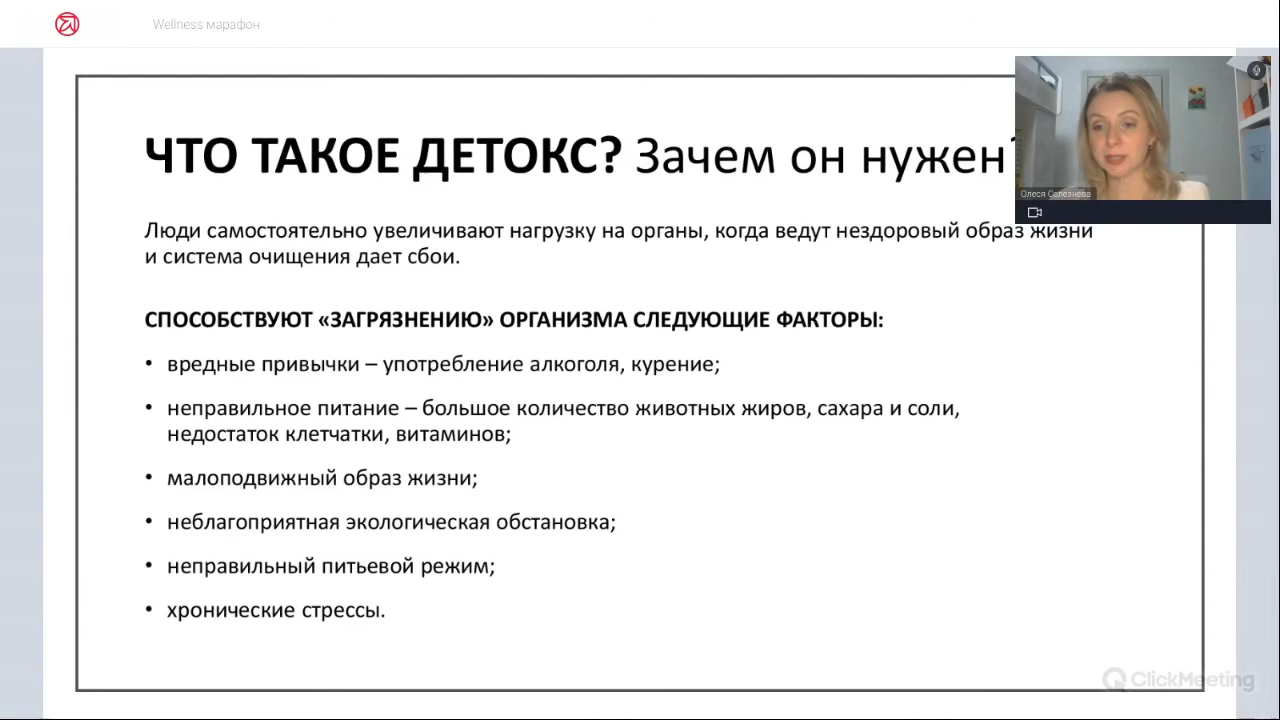 Wellness марафон
ЧТО ТАКОЕ ДЕТОКС? Зачем он нужен?
Олеся Селезнева
Люди самостоятельно увеличивают нагрузку на органы, когда ведут нездоровый образ жизни
и система очищения дает сбои.
СПОСОБСТВУЮТ «ЗАГРЯЗНЕНИЮ» ОРГАНИЗМА СЛЕДУЮЩИЕ ФАКТОРЫ:
• вредные привычки – употребление алкоголя, курение;
• неправильное питание – большое количество животных жиров, сахара и соли,
недостаток клетчатки, витаминов;
• малоподвижный образ жизни;
• неблагоприятная экологическая обстановка;
• неправильный питьевой режим;
• хронические стрессы.
ClickMeeting